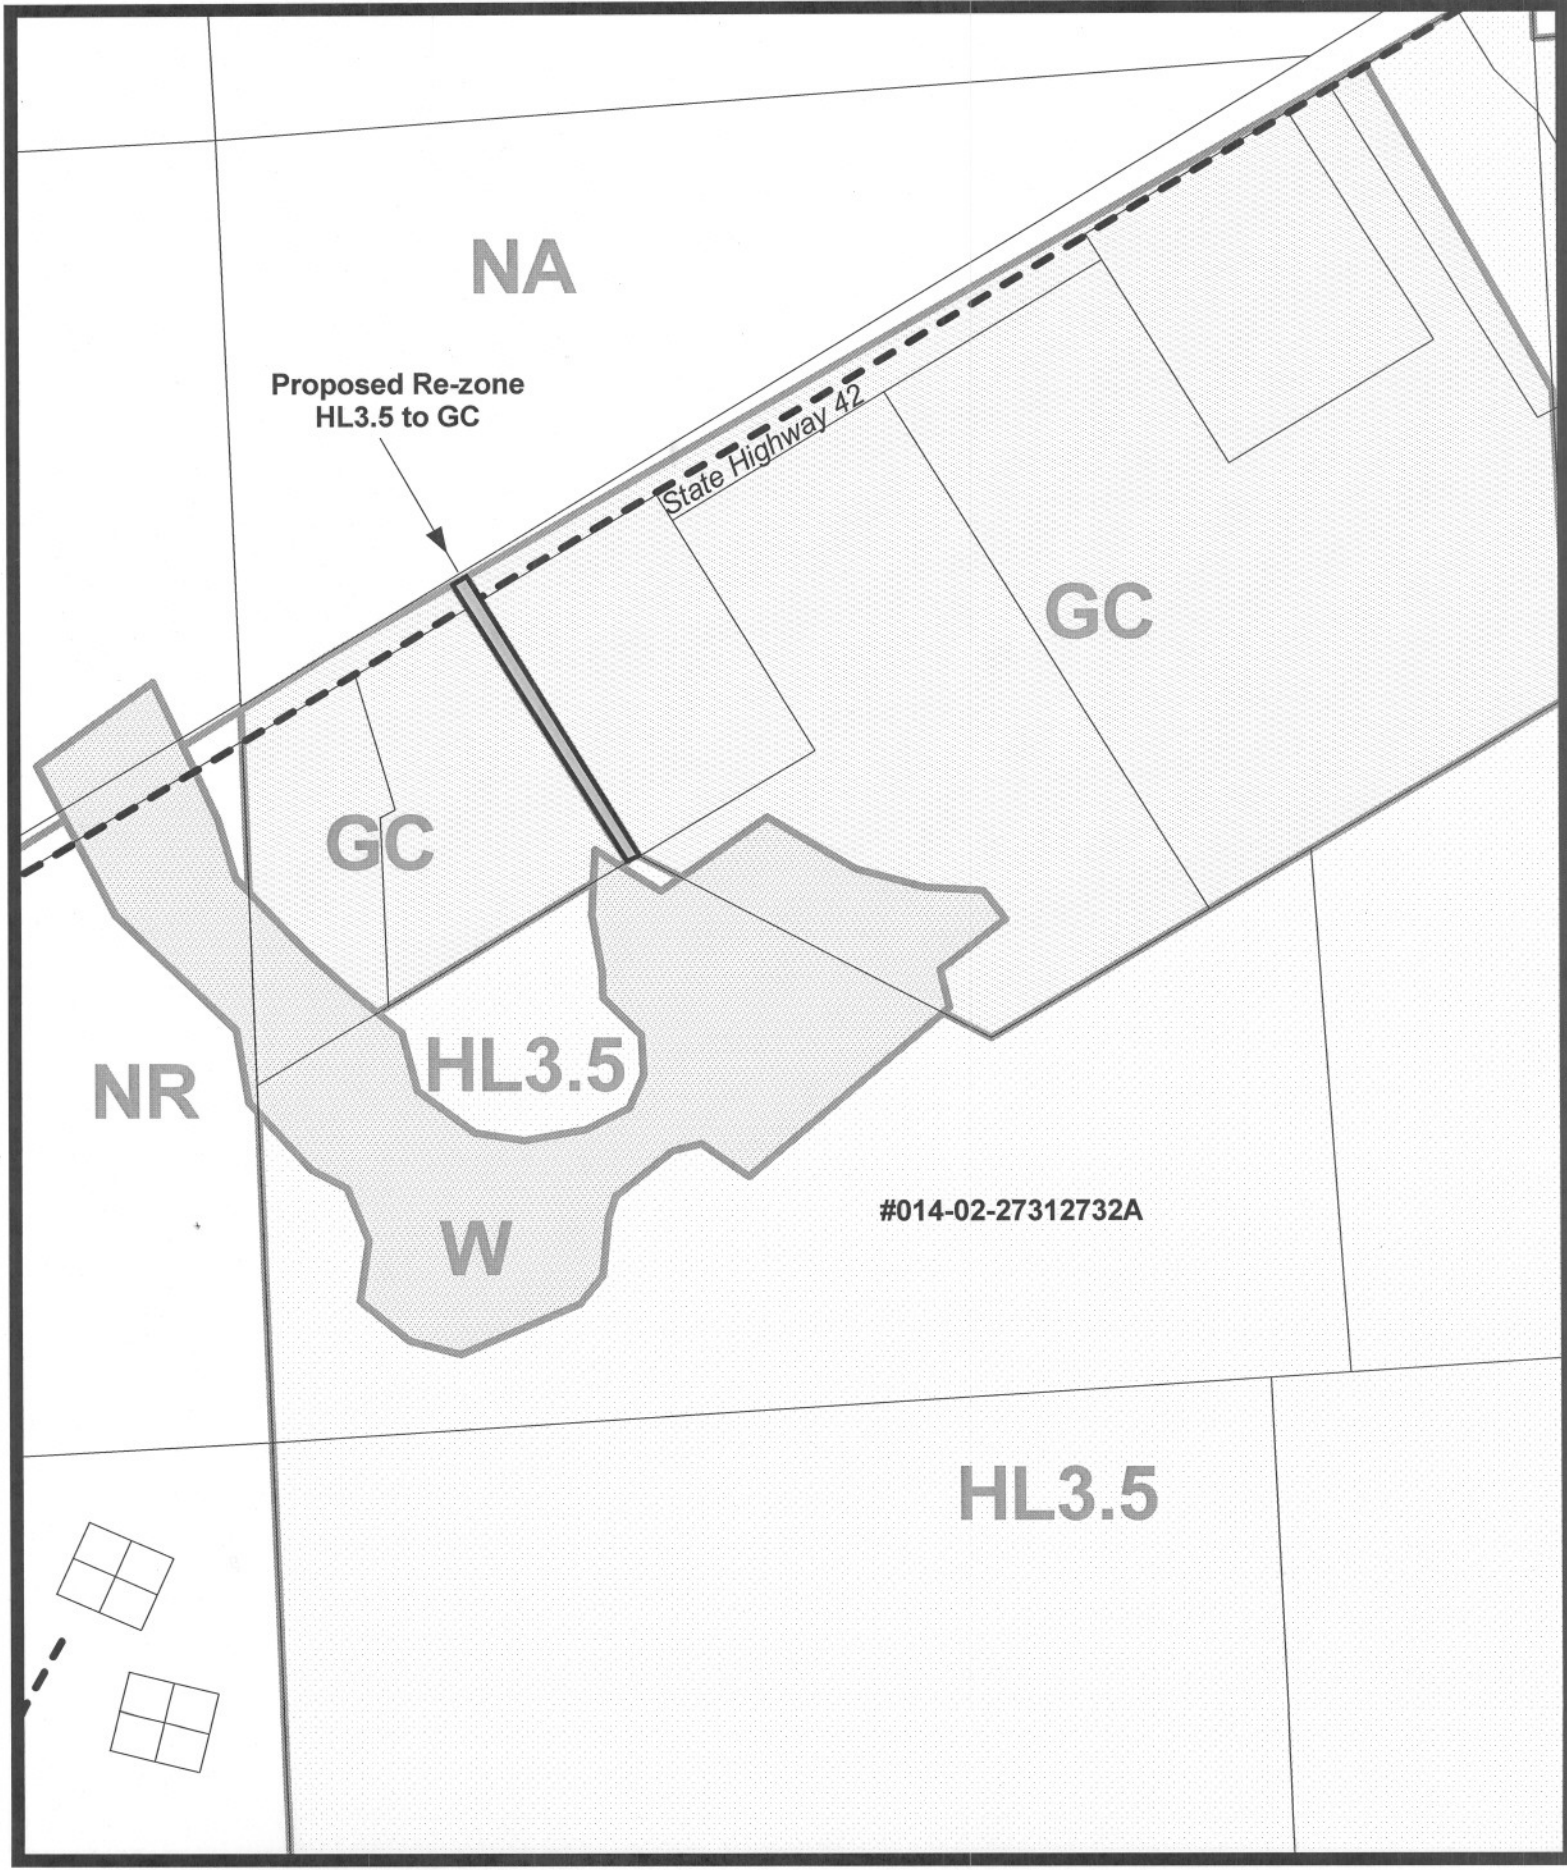 NA
Proposed Re-zone
HL3.5 to GC
State Highway 42
GC
GC
HL3.5
NR
#014-02-27312732A
W
HL3.5